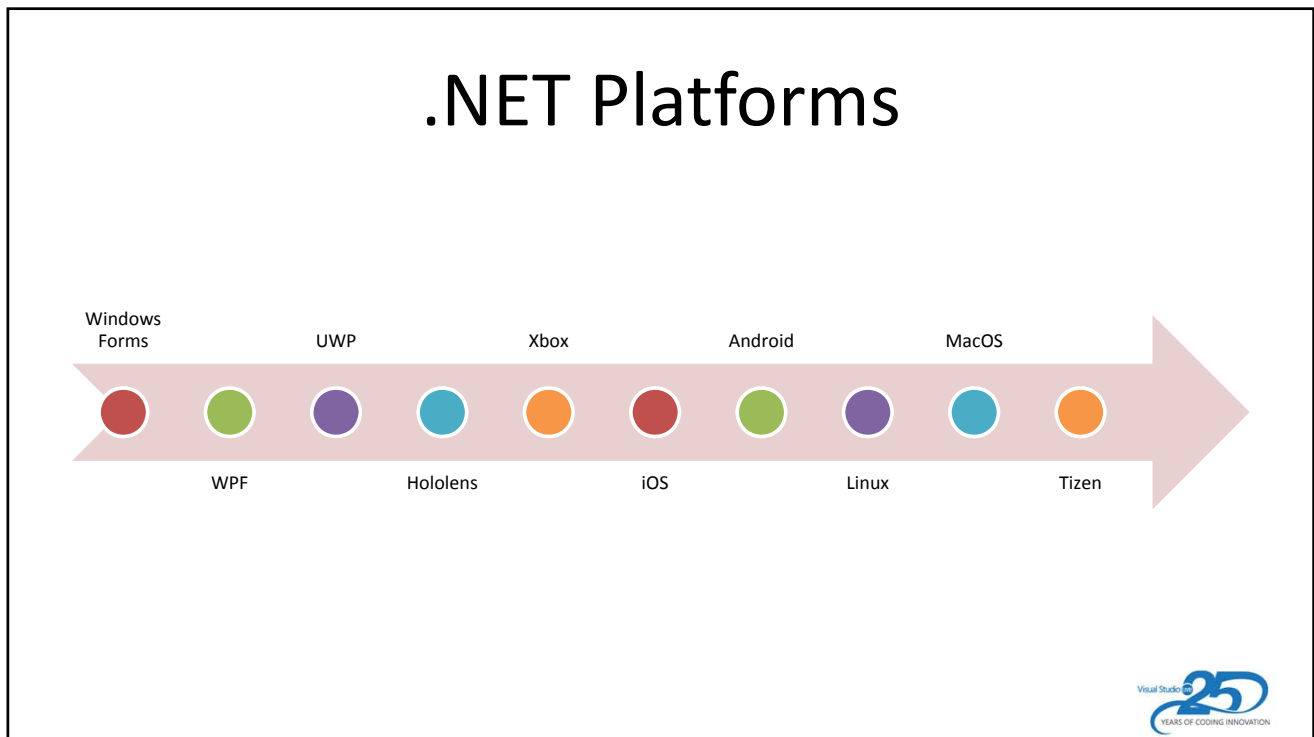 .NET Platforms
Windows
Forms
UWP
Xbox
Android
MacOS
WPF
Hololens
iOS
Linux
Tizen
Visual Studio LIVE! 25
YEARS OF CODING INNOVATION